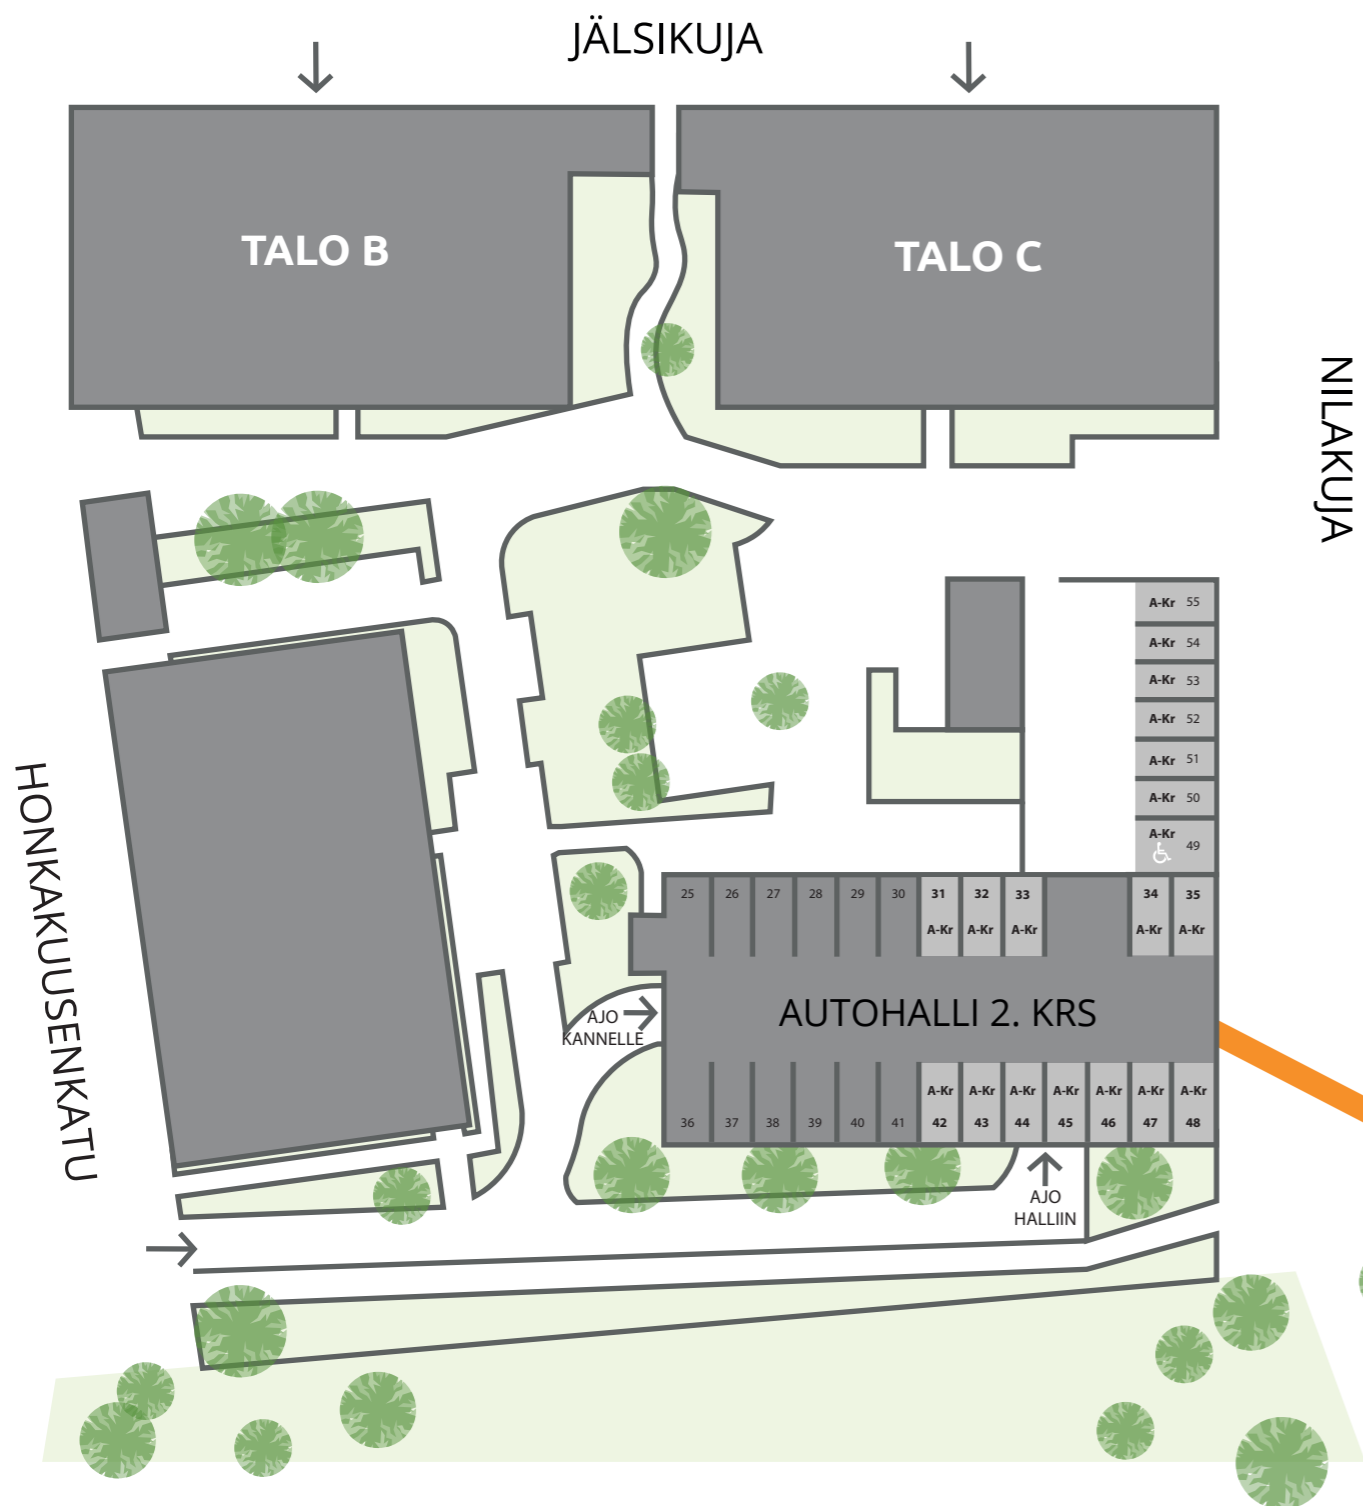 JÄLSIKUJA
TALO B
TALO C
NILAKUJA
HONKAKUUSENKATU
A-Kr 55
A-Kr 54
A-Kr 53
A-Kr 52
A-Kr 51
A-Kr 50
A-Kr 49
25 26 27 28 29 30 31 32 33 34 35
A-Kr A-Kr A-Kr A-Kr A-Kr
AJO
KANNELLE
AUTOHALLI 2. KRS
A-Kr A-Kr A-Kr A-Kr A-Kr A-Kr A-Kr
36 37 38 39 40 41 42 43 44 45 46 47 48
AJO
HALLIIN